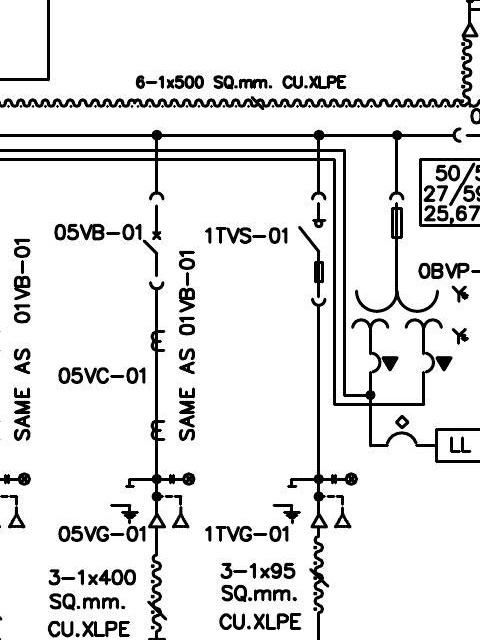 6-1x500 SQ.mm. CU.XLPE
50/5
27/59
25,67
05VB-01
1TVS-01
01VB-01
SAME AS
01VB-01
SAME AS
0BVP-
05VC-01
LL
05VG-01
1TVG-01
3-1x400
SQ.mm.
CU.XLPE
3-1x95
SQ.mm.
CU.XLPE